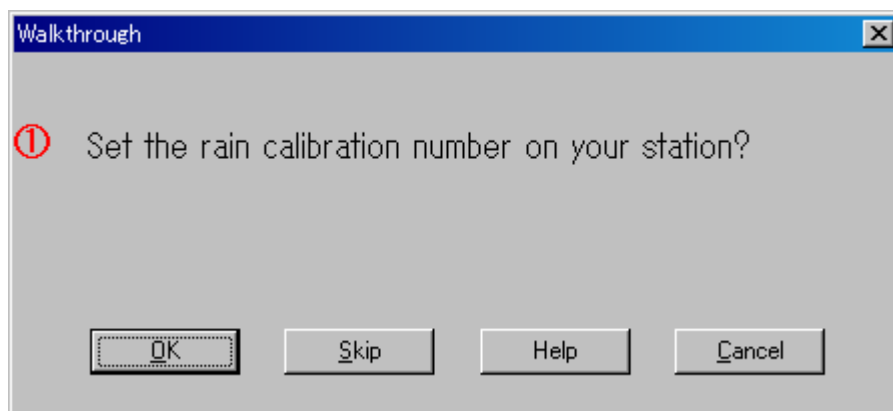 Walkthrough
① Set the rain calibration number on your station?
OK Skip Help Cancel